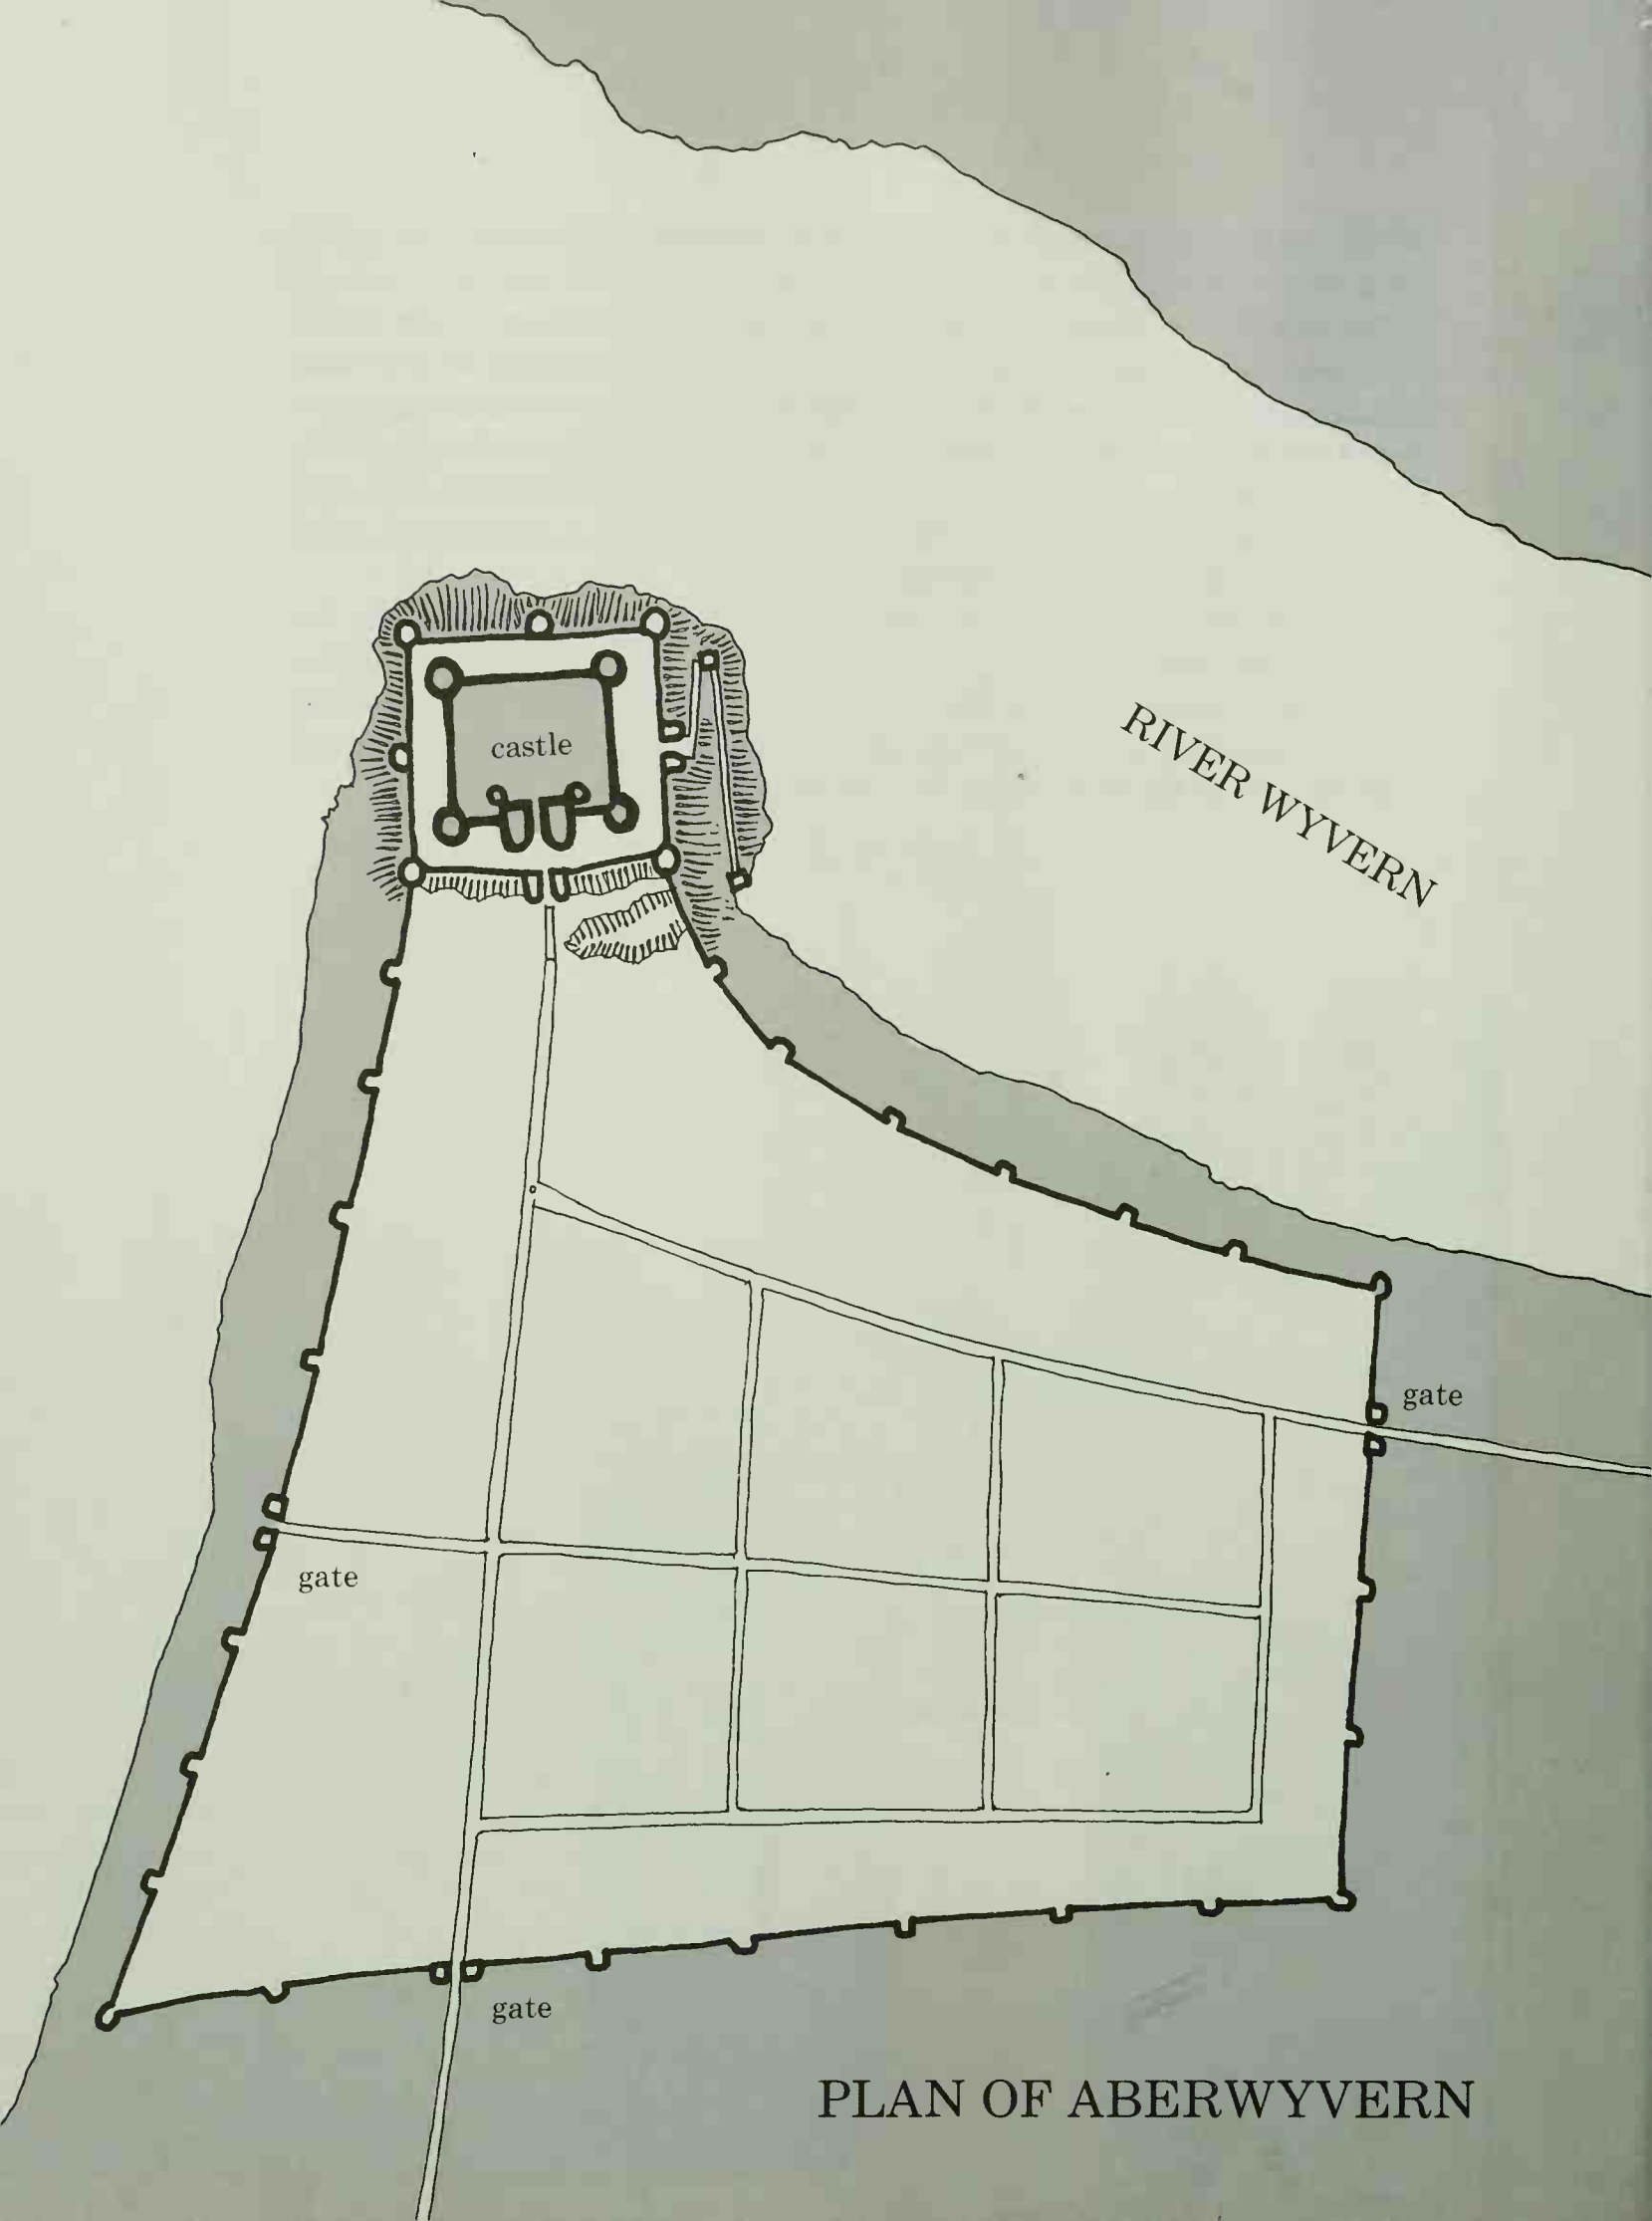 castle
RIVER WYVERN
gate
gate
gate
PLAN OF ABERWYVERN